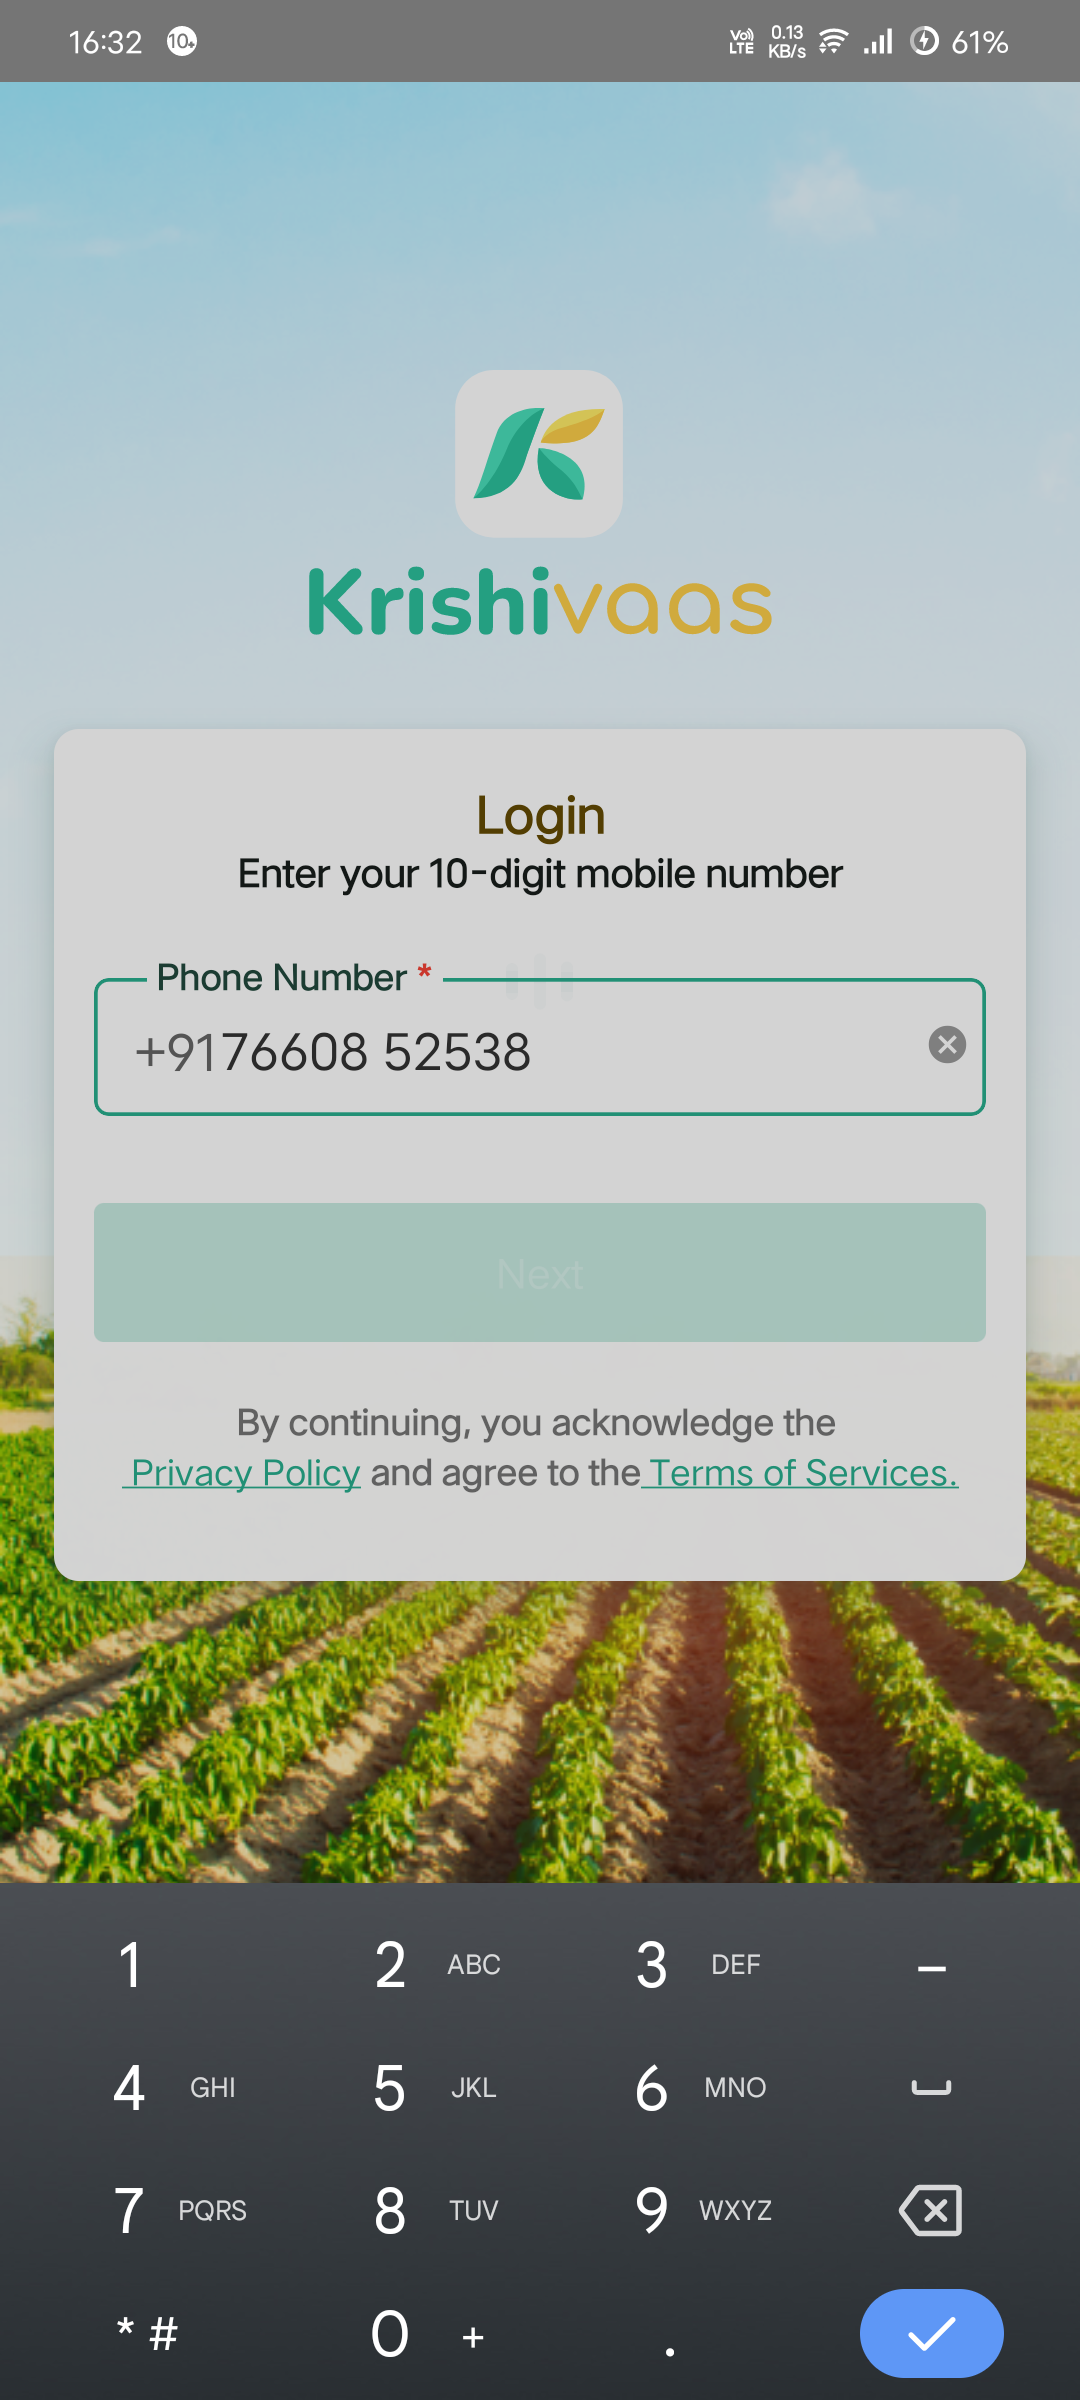 16:32 10+ Vo) LTE 0.13 KB/s 61%
Krishivaas
Login
Enter your 10-digit mobile number
Phone Number *
+9176608 52538
Next
By continuing, you acknowledge the
Privacy Policy and agree to the Terms of Services.
1 2 ABC 3 DEF –
4 GHI 5 JKL 6 MNO
7 PQRS 8 TUV 9 WXYZ
* # 0 + .